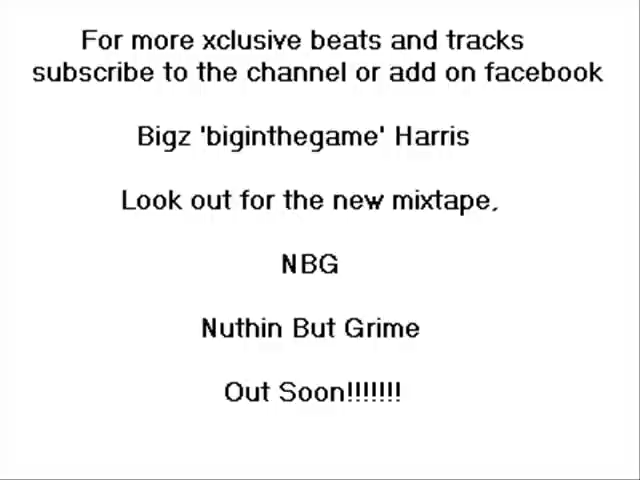 For more xclusive beats and tracks
subscribe to the channel or add on facebook
Bigz 'biginthegame' Harris
Look out for the new mixtape,
NBG
Nuthin But Grime
Out Soon!!!!!!!